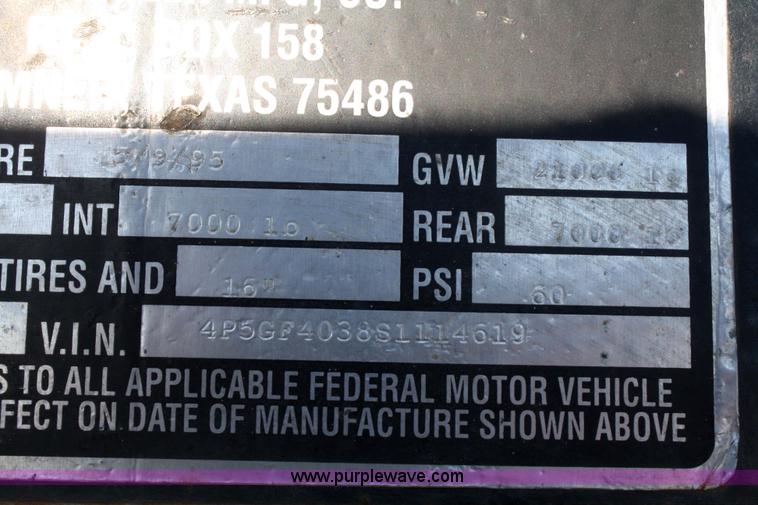 BOX 158
TEXAS 75486
GVW
INT 7000 lb REAR
TIRES AND 16" PSI 60
V.I.N. 4P5GF4038S1114619
S TO ALL APPLICABLE FEDERAL MOTOR VEHICLE
FECT ON DATE OF MANUFACTURE SHOWN ABOVE
www.purplewave.com